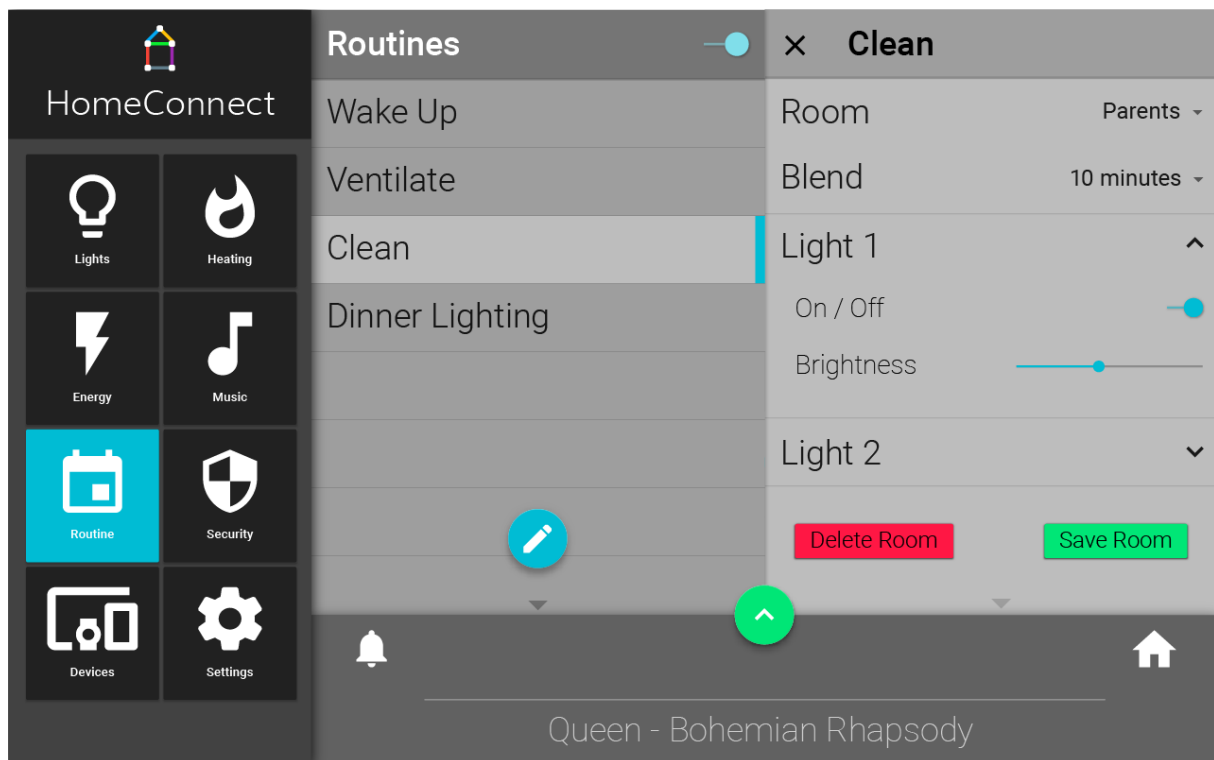 HomeConnect
Lights
Heating
Energy
Music
Routine
Security
Devices
Settings
Routines
Wake Up
Ventilate
Clean
Dinner Lighting
Clean
Room Parents
Blend 10 minutes
Light 1
On / Off
Brightness
Light 2
Delete Room Save Room
Queen - Bohemian Rhapsody